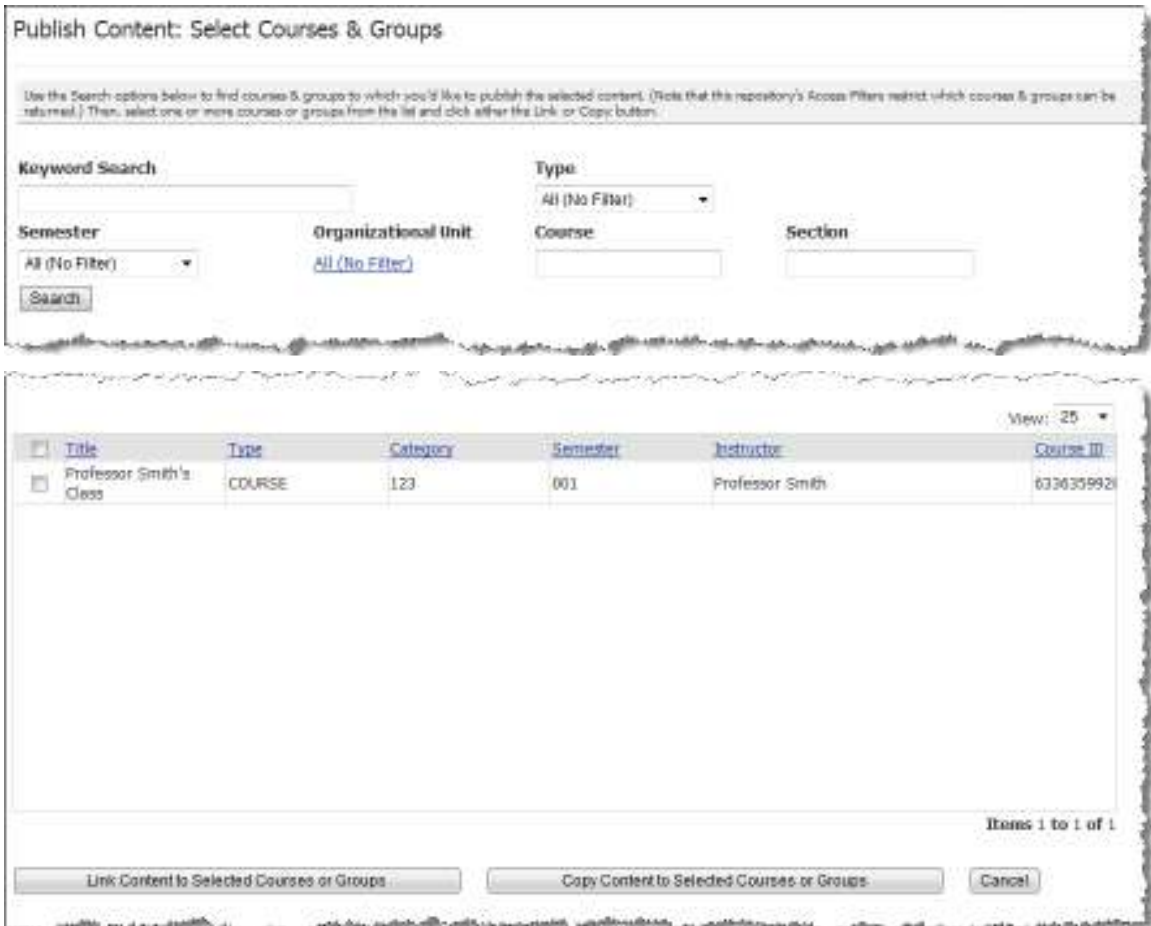 Publish Content: Select Courses & Groups
Use the Search options below to find courses & groups to which you'd like to publish the selected content. (Note that this repository's Access Filters restrict which courses & groups can be
returned.) Then, select one or more courses or groups from the list and click either the Link or Copy button.
Keyword Search Type
All (No Filter)
Semester Organizational Unit Course Section
All (No Filter) All (No Filter)
Search
View: 25
Title Type Category Semester Instructor Course ID
Professor Smith's
Class COURSE 123 001 Professor Smith
Items 1 to 1 of 1
Link Content to Selected Courses or Groups Copy Content to Selected Courses or Groups Cancel